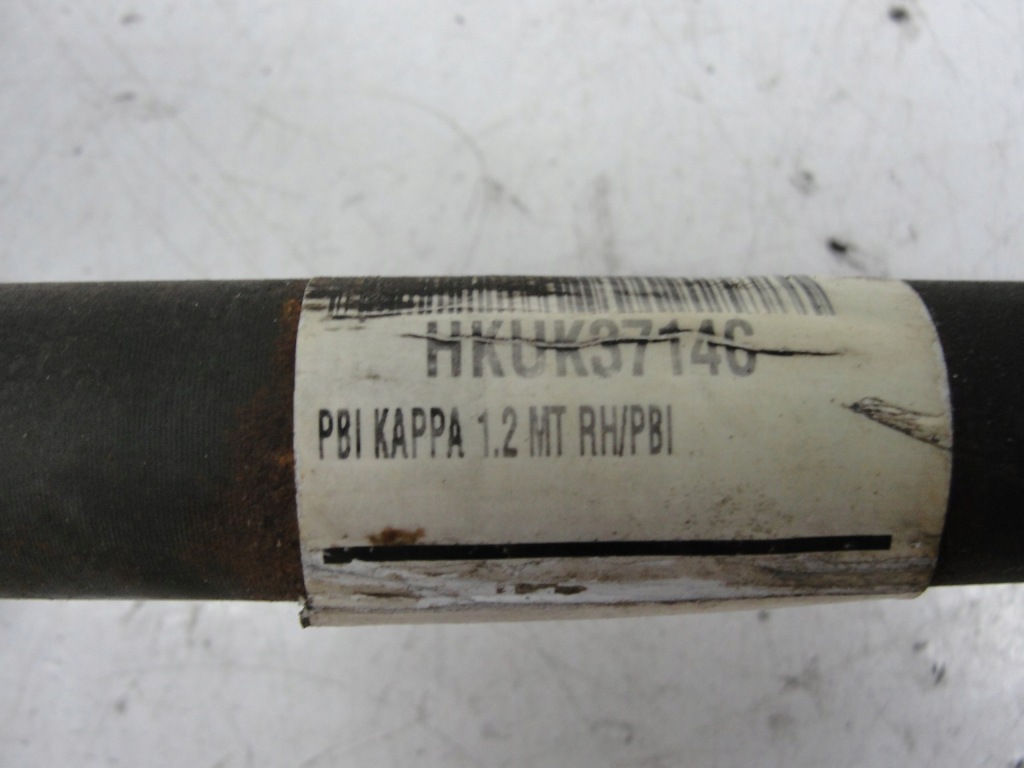 HKUK37146
PBI KAPPA 1.2 MT RH/PBI